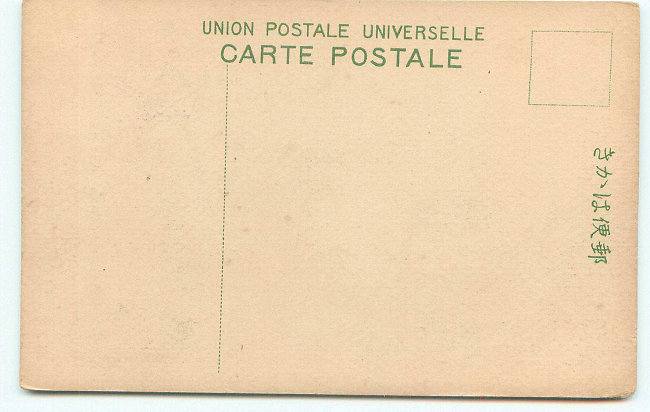 UNION POSTALE UNIVERSELLE
CARTE POSTALE
郵便はかき